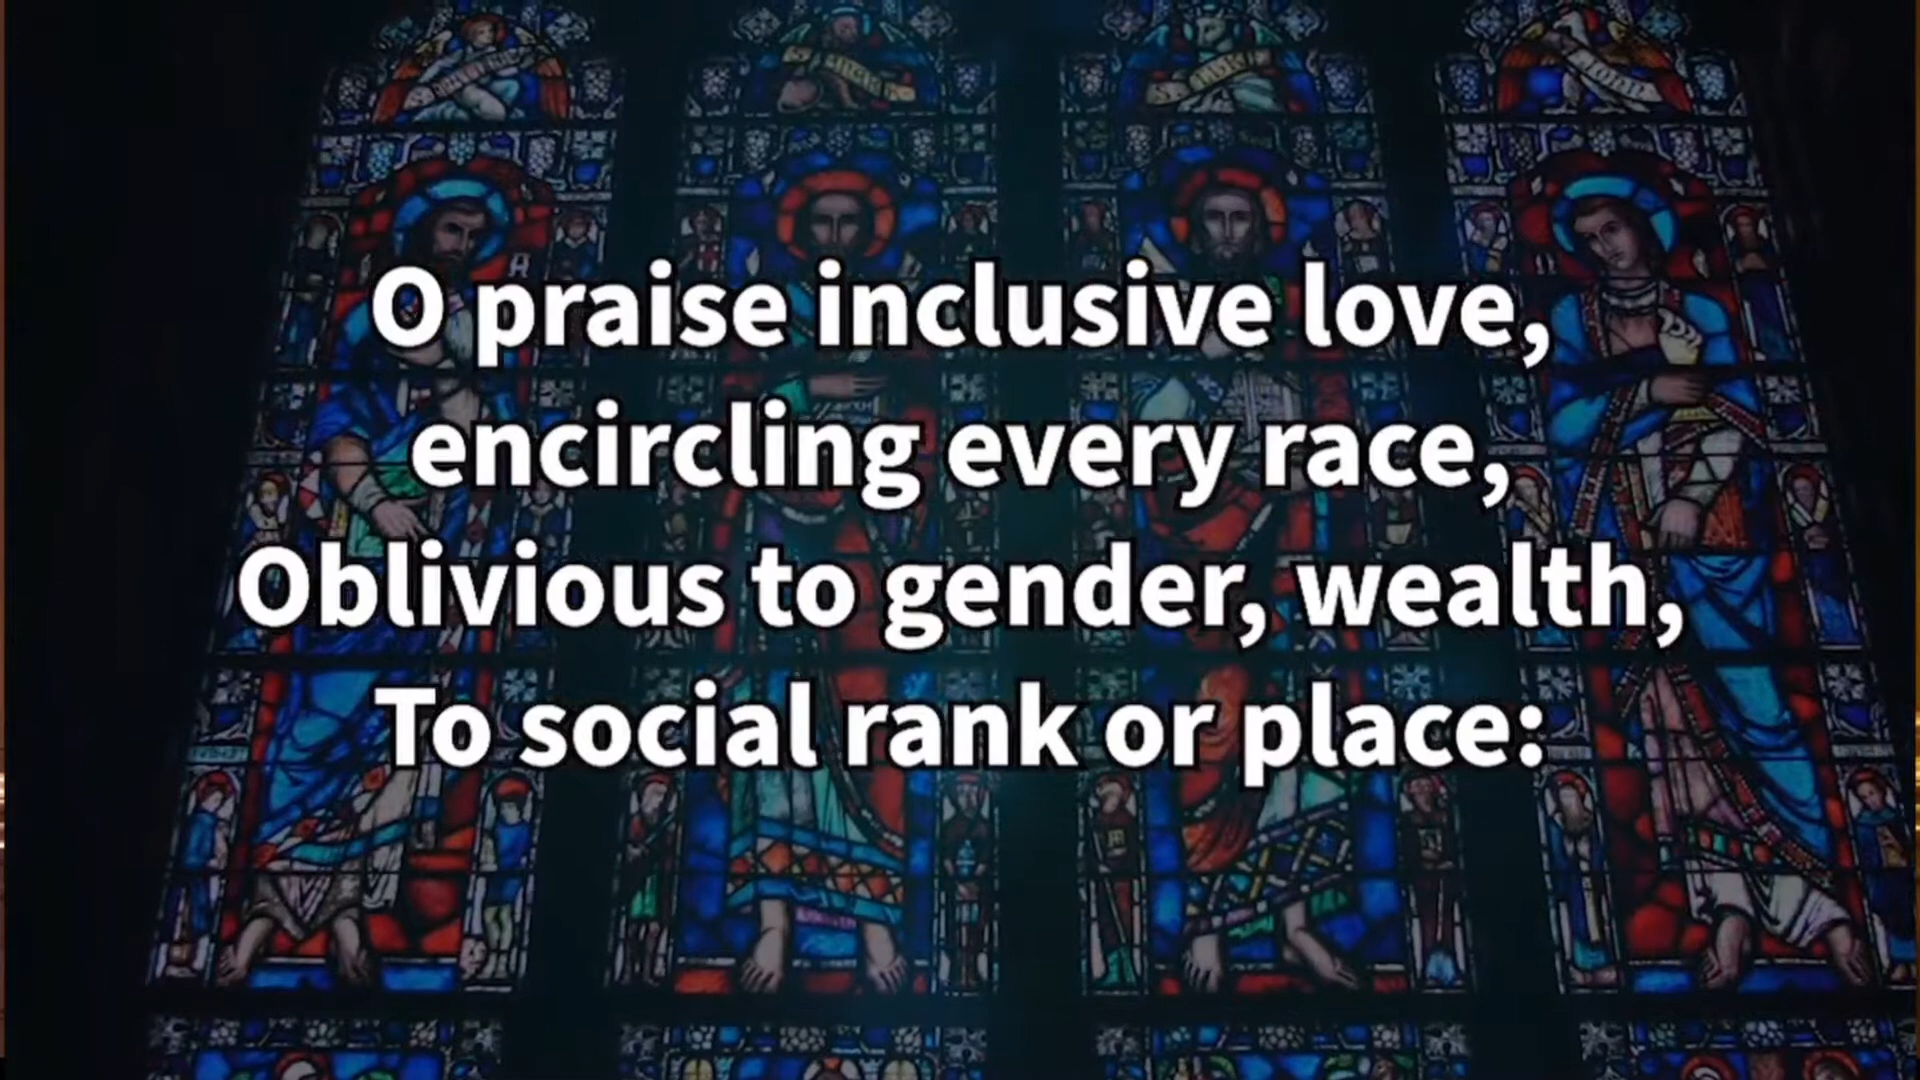 O praise inclusive love,
encircling every race,
Oblivious to gender, wealth,
To social rank or place: